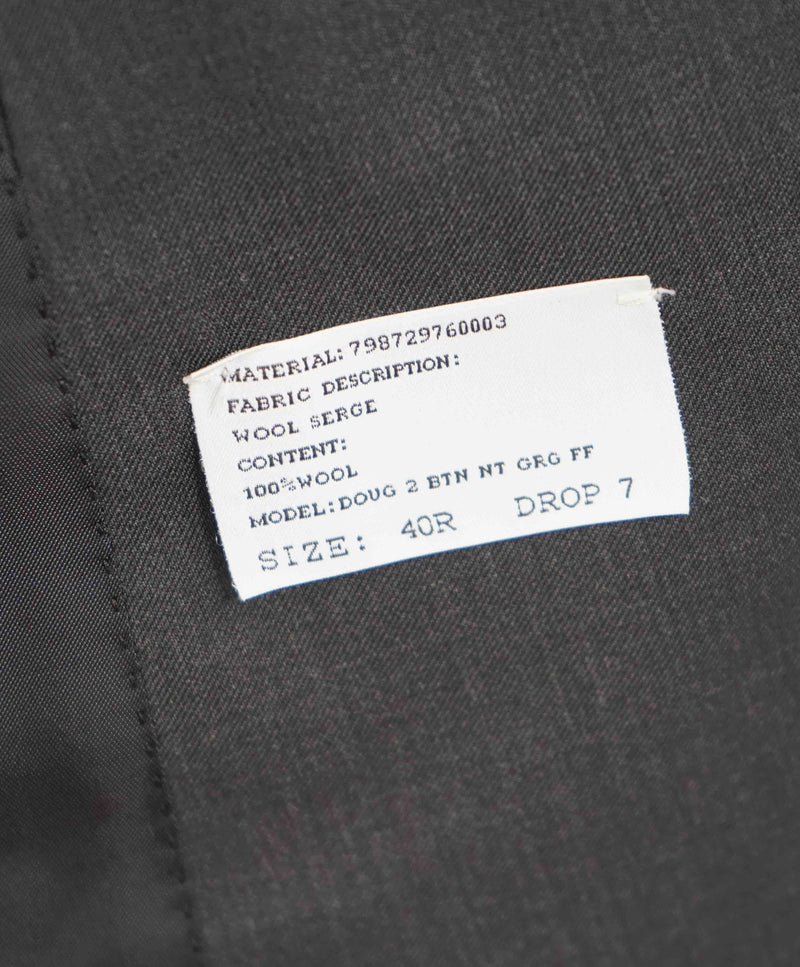 MATERIAL: 798729760003
FABRIC DESCRIPTION:
WOOL SERGE
CONTENT:
100%WOOL
MODEL:DOUG 2 BTN NT GRG FF
SIZE: 40R DROP 7